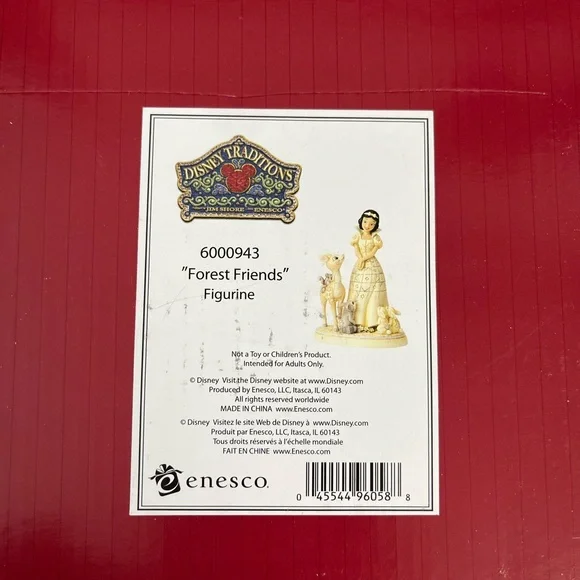 DISNEY TRADITIONS
JIM SHORE ENESCO
6000943
"Forest Friends"
Figurine
Not a Toy or Children's Product.
Intended for Adults Only.
© Disney Visit the Disney website at www.Disney.com
Produced by Enesco, LLC, Itasca, IL 60143
All rights reserved worldwide
MADE IN CHINA www.Enesco.com
© Disney Visitez le site Web de Disney à www.Disney.com
Produit par Enesco, LLC, Itasca, IL 60143
Tous droits réservés à l'échelle mondiale
FAIT EN CHINE www.Enesco.com
enesco.
0 45544 96058 8